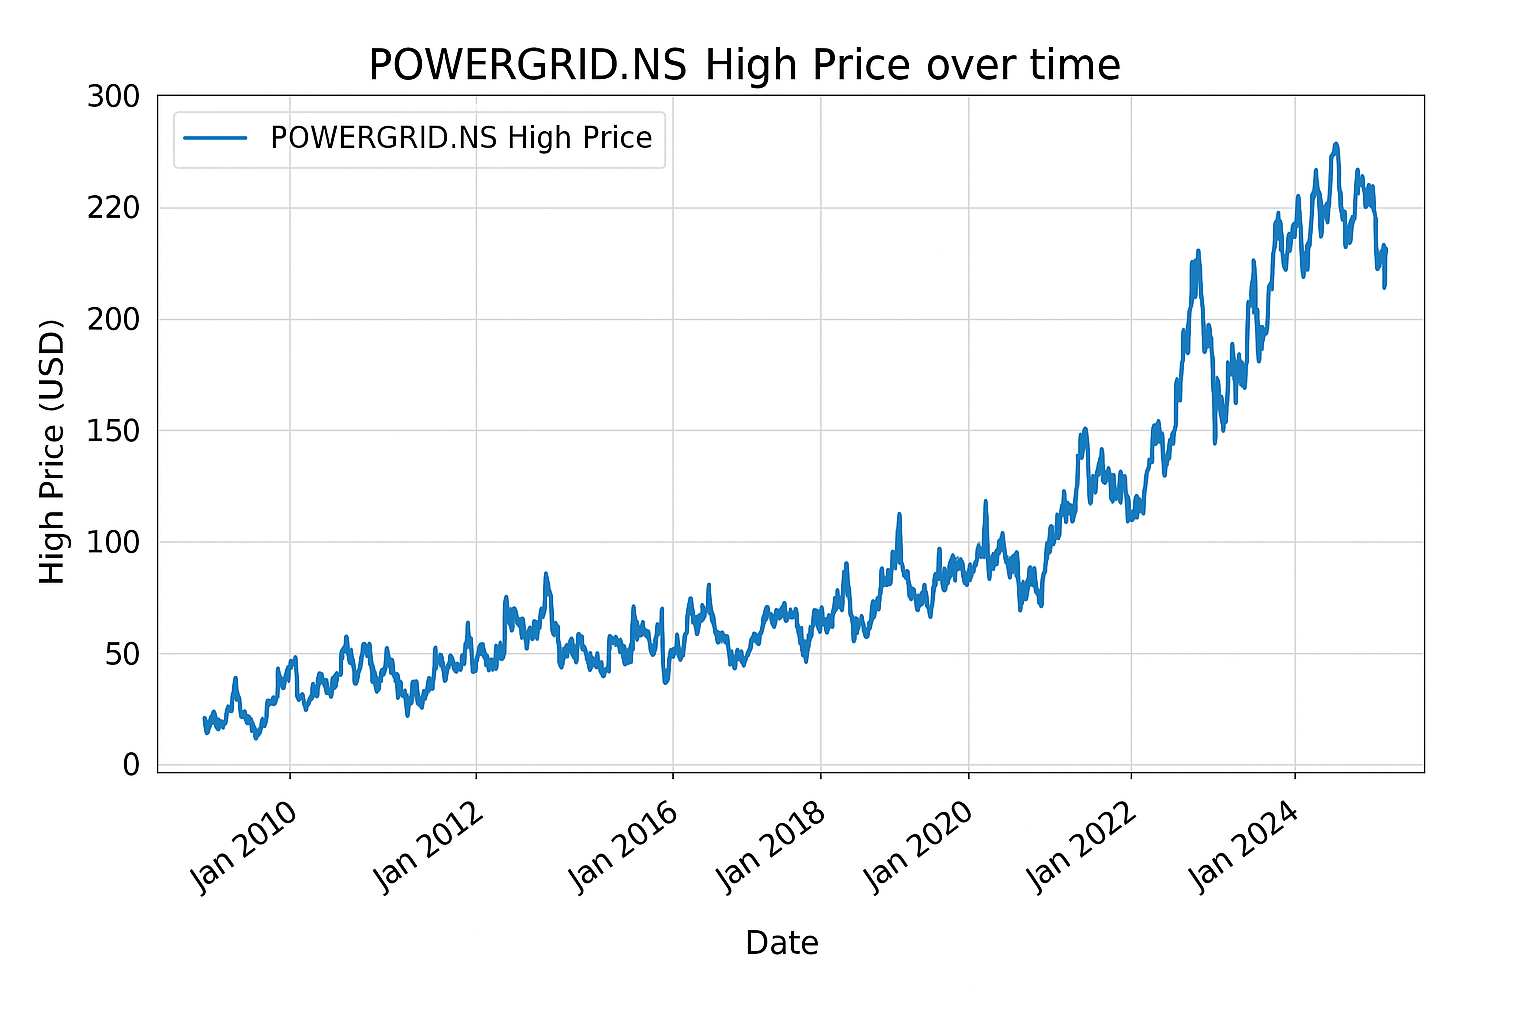 POWERGRID.NS High Price over time
POWERGRID.NS High Price
300
220
200
150
100
50
0
High Price (USD)
Jan 2010
Jan 2012
Jan 2016
Jan 2018
Jan 2020
Jan 2022
Jan 2024
Date